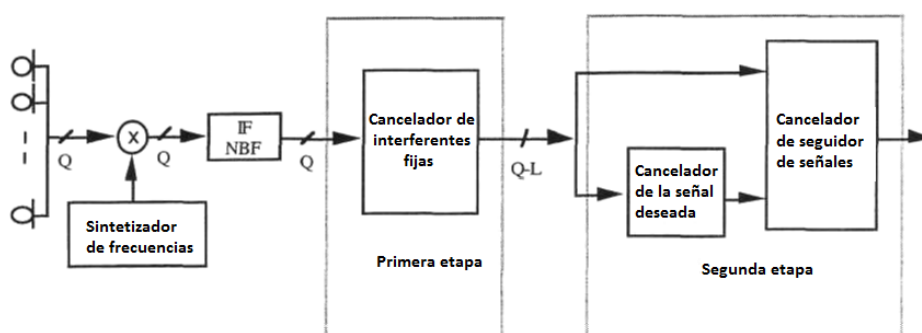 Q
X
Q
IF
NBF
Q
Sintetizador
de frecuencias
Cancelador de
interferentes
fijas
Primera etapa
Q-L
Cancelador
de la señal
deseada
Cancelador
de seguidor
de señales
Segunda etapa